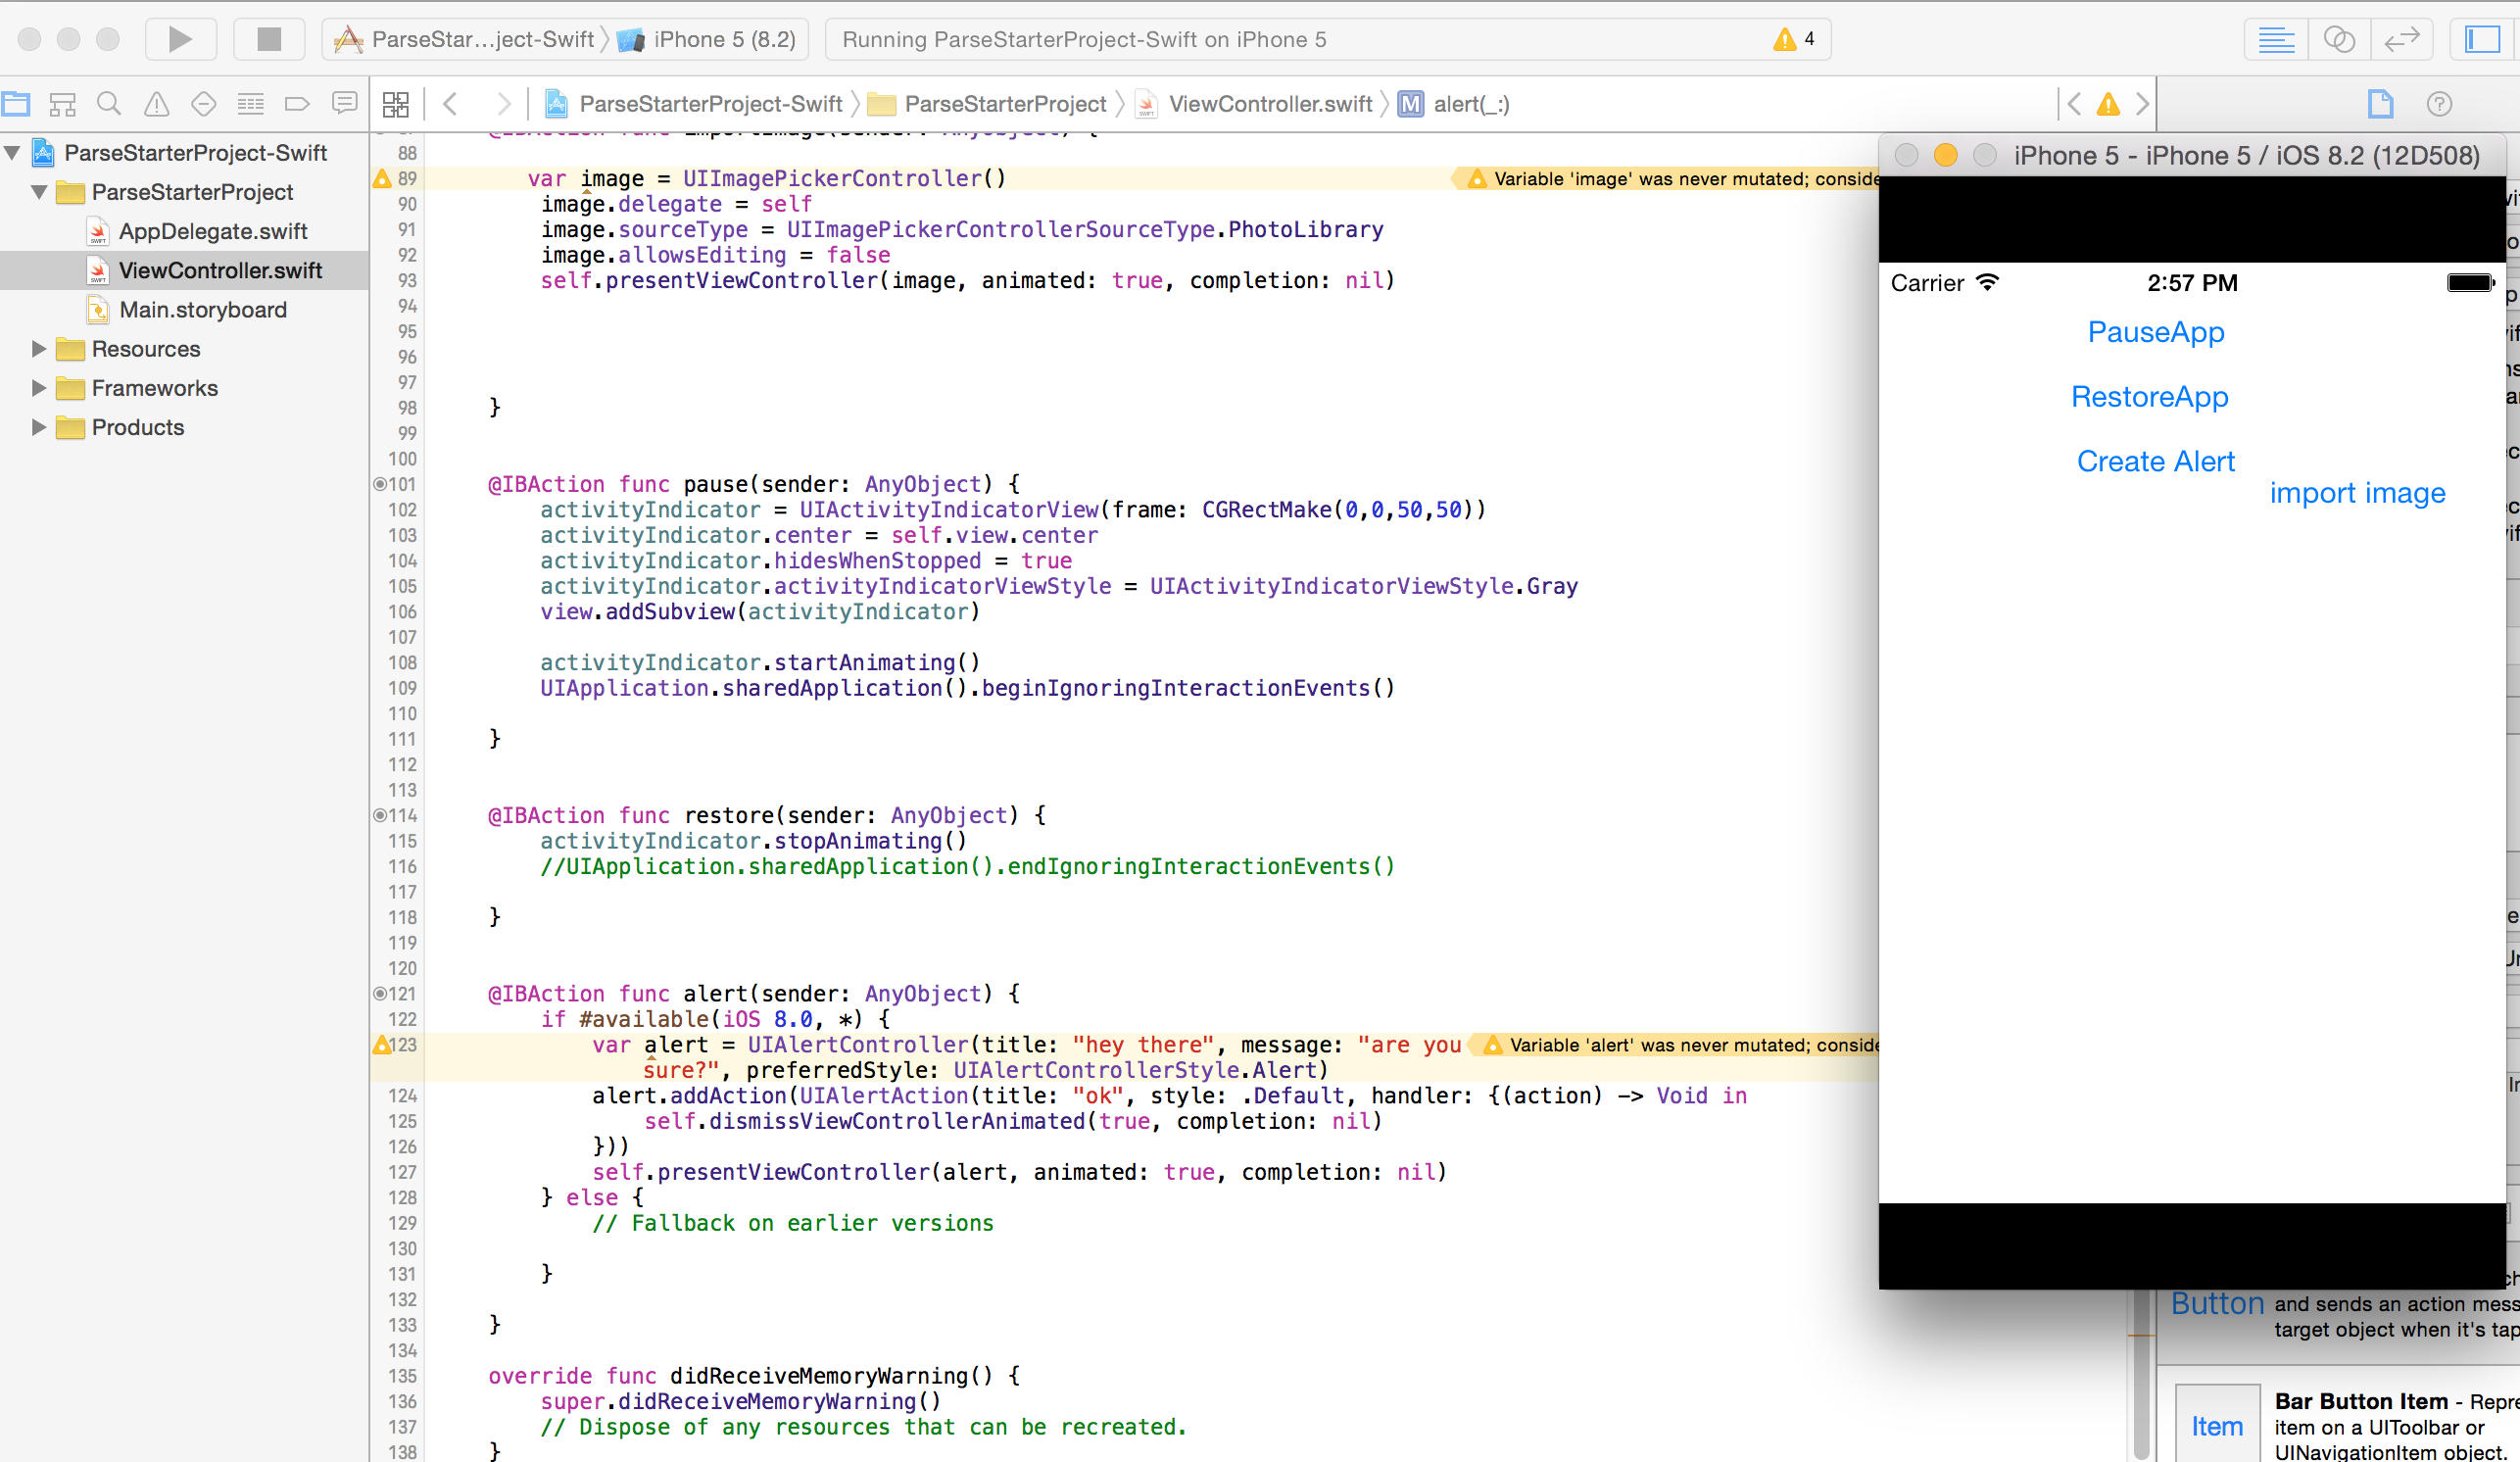 ParseStar...ject-Swift
iPhone 5 (8.2)
Running ParseStarterProject-Swift on iPhone 5
4
ParseStarterProject-Swift
ParseStarterProject
ViewController.swift
M
alert(_:)
ParseStarterProject-Swift
ParseStarterProject
AppDelegate.swift
ViewController.swift
Main.storyboard
Resources
Frameworks
Products
88
89 var image = UIImagePickerController()
Variable 'image' was never mutated; conside
90 image.delegate = self
91 image.sourceType = UIImagePickerControllerSourceType.PhotoLibrary
92 image.allowsEditing = false
93 self.presentViewController(image, animated: true, completion: nil)
94
95
96
97
98 }
99
100
101 @IBAction func pause(sender: AnyObject) {
102 activityIndicator = UIActivityIndicatorView(frame: CGRectMake(0,0,50,50))
103 activityIndicator.center = self.view.center
104 activityIndicator.hidesWhenStopped = true
105 activityIndicator.activityIndicatorViewStyle = UIActivityIndicatorViewStyle.Gray
106 view.addSubview(activityIndicator)
107
108 activityIndicator.startAnimating()
109 UIApplication.sharedApplication().beginIgnoringInteractionEvents()
110
111 }
112
113
114 @IBAction func restore(sender: AnyObject) {
115 activityIndicator.stopAnimating()
116 //UIApplication.sharedApplication().endIgnoringInteractionEvents()
117
118 }
119
120
121 @IBAction func alert(sender: AnyObject) {
122 if #available(iOS 8.0, *) {
123 var alert = UIAlertController(title: "hey there", message: "are you
Variable 'alert' was never mutated; conside
sure?", preferredStyle: UIAlertControllerStyle.Alert)
124 alert.addAction(UIAlertAction(title: "ok", style: .Default, handler: {(action) -> Void in
125 self.dismissViewControllerAnimated(true, completion: nil)
126 }))
127 self.presentViewController(alert, animated: true, completion: nil)
128 } else {
129 // Fallback on earlier versions
130
131 }
132
133 }
134
135 override func didReceiveMemoryWarning() {
136 super.didReceiveMemoryWarning()
137 // Dispose of any resources that can be recreated.
138 }
iPhone 5 - iPhone 5 / iOS 8.2 (12D508)
Carrier
2:57 PM
PauseApp
RestoreApp
Create Alert
import image
Button
and sends an action mess
target object when it's tap
Item
Bar Button Item - Repre
item on a UIToolbar or
UINavigationItem object.